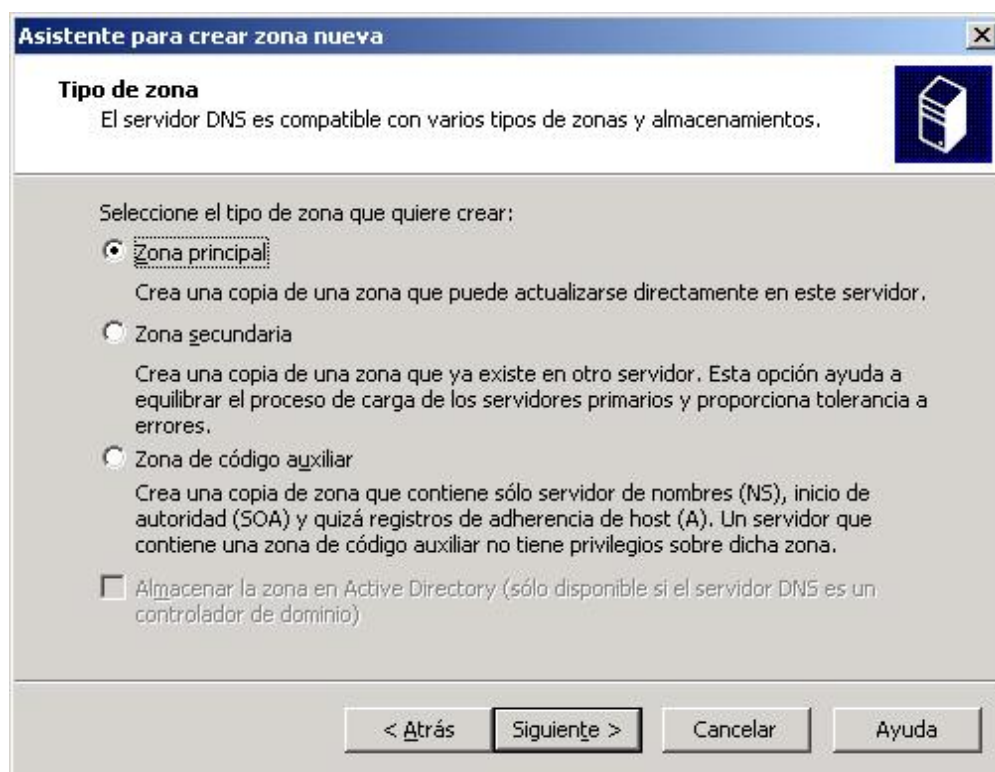 Asistente para crear zona nueva
Tipo de zona
El servidor DNS es compatible con varios tipos de zonas y almacenamientos.
Seleccione el tipo de zona que quiere crear:
Zona principal
Crea una copia de una zona que puede actualizarse directamente en este servidor.
Zona secundaria
Crea una copia de una zona que ya existe en otro servidor. Esta opción ayuda a
equilibrar el proceso de carga de los servidores primarios y proporciona tolerancia a
errores.
Zona de código auxiliar
Crea una copia de zona que contiene sólo servidor de nombres (NS), inicio de
autoridad (SOA) y quizá registros de adherencia de host (A). Un servidor que
contiene una zona de código auxiliar no tiene privilegios sobre dicha zona.
Almacenar la zona en Active Directory (sólo disponible si el servidor DNS es un
controlador de dominio)
< Atrás Siguiente > Cancelar Ayuda